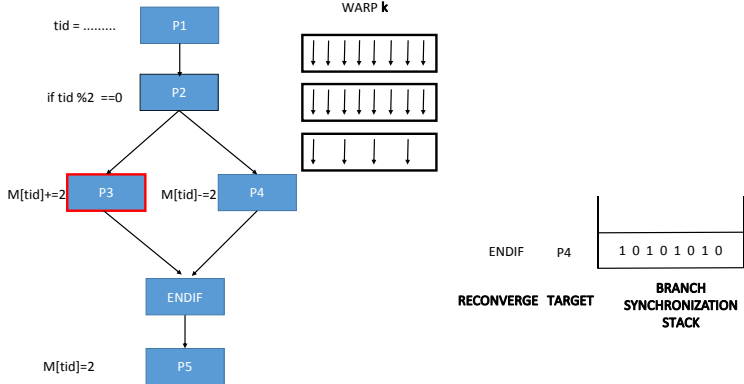 WARP k
tid = .........
P1
if tid %2 ==0
P2
M[tid]+=2
P3
M[tid]-=2
P4
ENDIF
P4
1 0 1 0 1 0 1 0
RECONVERGE
TARGET
BRANCH
SYNCHRONIZATION
STACK
ENDIF
M[tid]=2
P5